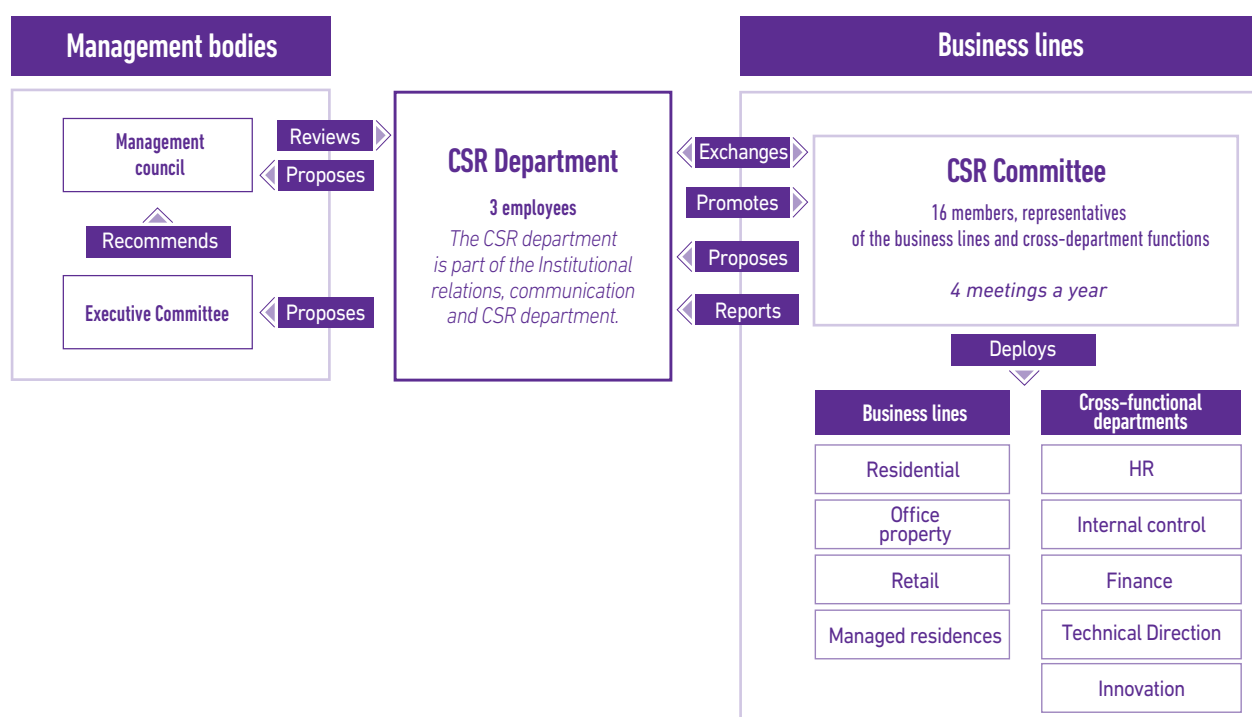 Management bodies
Business lines
Management
council
Reviews
Proposes
Recommends
Executive Committee
Proposes
CSR Department
3 employees
The CSR department
is part of the Institutional
relations, communication
and CSR department.
Exchanges
Promotes
Proposes
Reports
CSR Committee
16 members, representatives
of the business lines and cross-department functions
4 meetings a year
Deploys
Business lines
Residential
Office
property
Retail
Managed residences
Cross-functional
departments
HR
Internal control
Finance
Technical Direction
Innovation